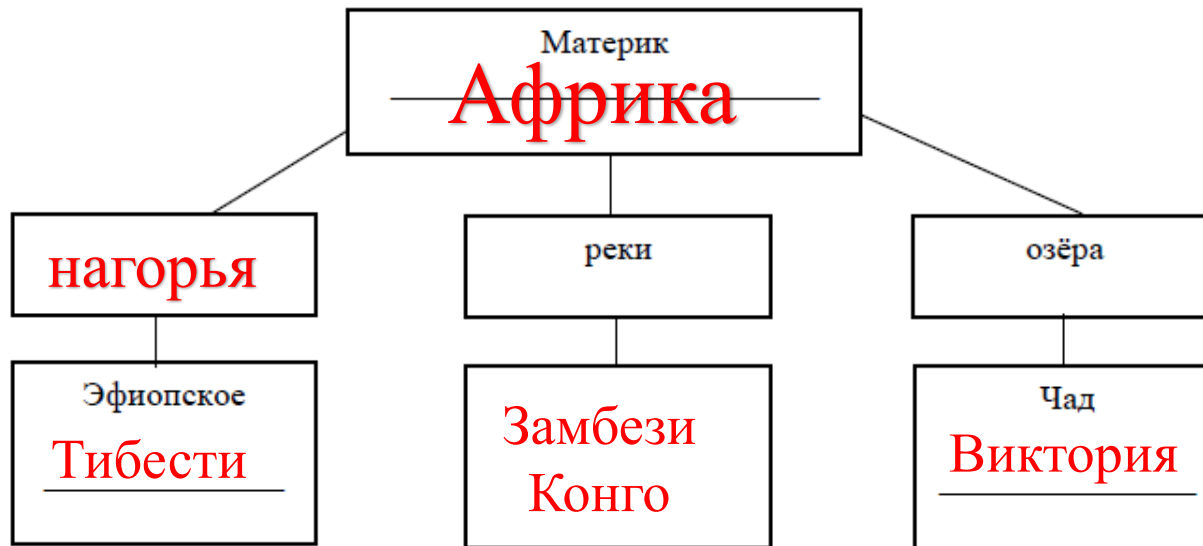 Материк
Африка
нагорья
реки
озёра
Эфиопское
Тибести
Замбези
Конго
Чад
Виктория